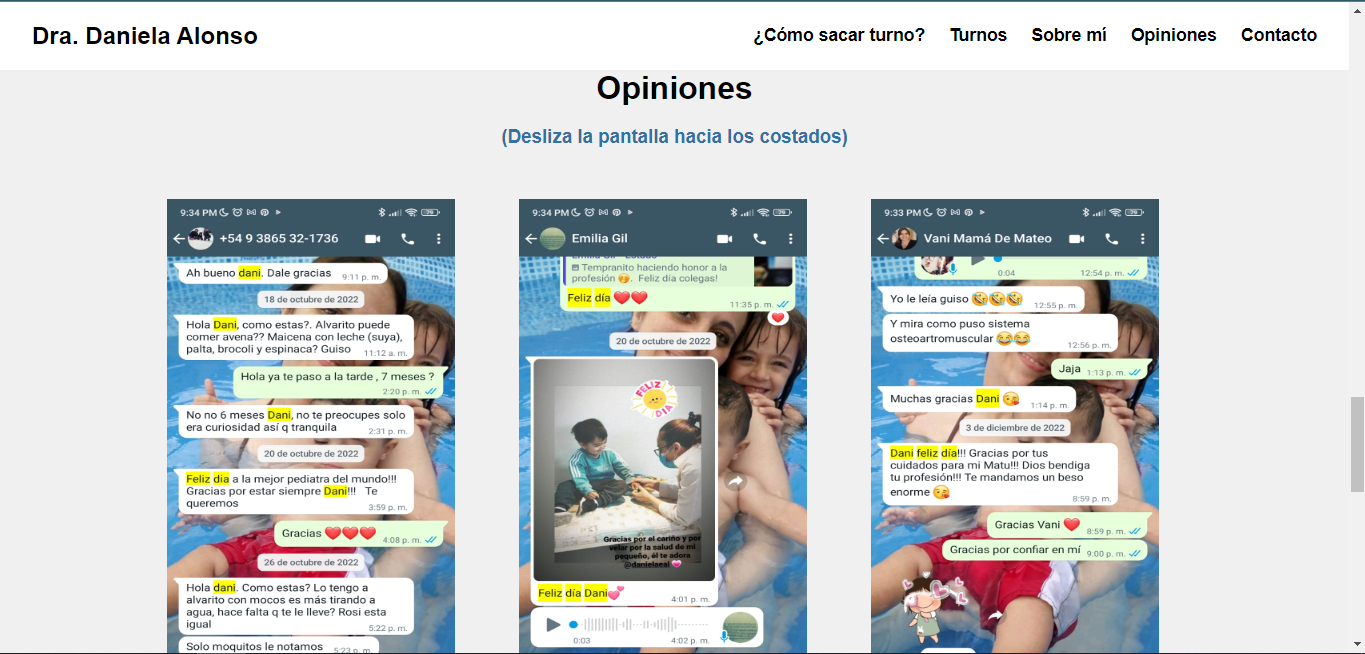 Dra. Daniela Alonso
¿Cómo sacar turno?
Turnos
Sobre mí
Opiniones
Contacto
Opiniones
(Desliza la pantalla hacia los costados)
9:34 PM
+54 9 3865 32-1736
Ah bueno dani. Dale gracias
9:11 p. m.
18 de octubre de 2022
Hola Dani, como estas?. Alvarito puede
comer avena?? Maicena con leche (suya),
palta, brocoli y espinaca? Guiso
11:12 a. m.
Hola ya te paso a la tarde , 7 meses ?
2:20 p. m.
No no 6 meses Dani, no te preocupes solo
era curiosidad así q tranquila
2:31 p. m.
20 de octubre de 2022
Feliz día a la mejor pediatra del mundo!!!
Gracias por estar siempre Dani!!! Te
queremos
3:59 p. m.
Gracias ❤️❤️❤️
4:08 p. m.
26 de octubre de 2022
Hola dani. Como estas? Lo tengo a
alvarito con mocos es más tirando a
agua, hace falta q te le lleve? Rosi esta
igual
5:22 p. m.
Solo moquitos le notamos
5:23 p. m.
9:34 PM
Emilia Gil
Emilia Gil - Estado
Tempranito haciendo honor a la
profesión 🤭. Feliz día colegas!
Feliz día ❤️❤️
11:35 p. m.
20 de octubre de 2022
FELIZ
DIA
Gracias por el cariño y por
velar por la salud de mi
pequeño, él te adora
@danielaeal
Feliz día Dani💕
4:01 p. m.
0:03
4:02 p. m.
9:33 PM
Vani Mamá De Mateo
0:04
12:54 p. m.
Yo le leía guiso 🤣🤣🤣
12:55 p. m.
Y mira como puso sistema
osteoartromuscular 😂😂
12:56 p. m.
Jaja
1:13 p. m.
Muchas gracias Dani 😘
1:14 p. m.
3 de diciembre de 2022
Dani feliz día!!! Gracias por tus
cuidados para mi Matu!!! Dios bendiga
tu profesión!!! Te mandamos un beso
enorme 😘
8:59 p. m.
Gracias Vani ❤️
8:59 p. m.
Gracias por confiar en mí
9:00 p. m.